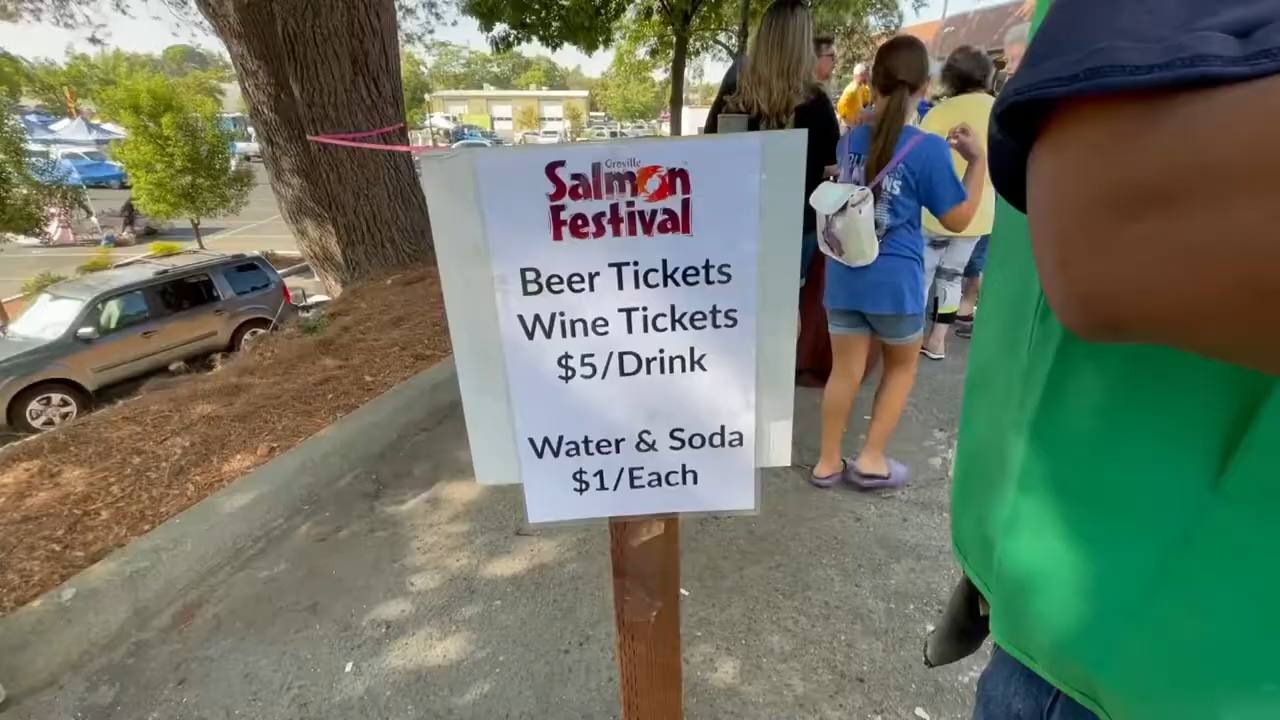 Oroville
Salmon
Festival
Beer Tickets
Wine Tickets
$5/Drink
Water & Soda
$1/Each